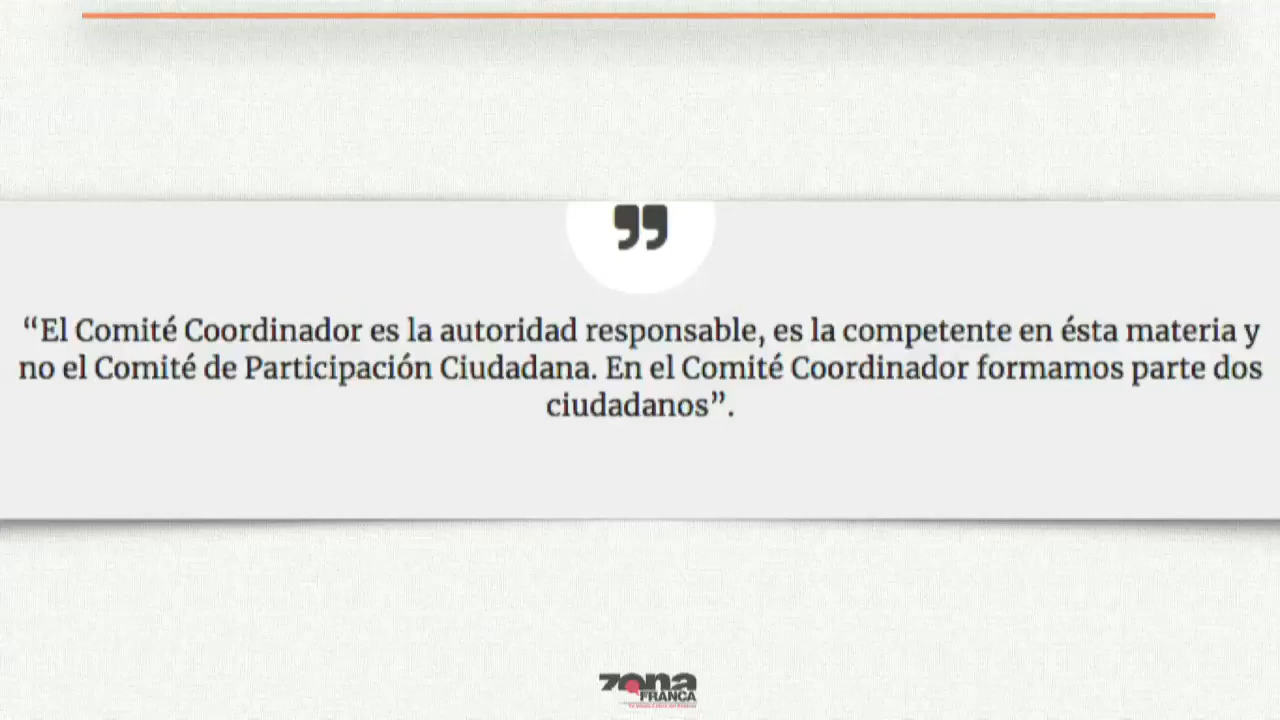 “El Comité Coordinador es la autoridad responsable, es la competente en ésta materia y
no el Comité de Participación Ciudadana. En el Comité Coordinador formamos parte dos
ciudadanos”.
zona
FRANCA